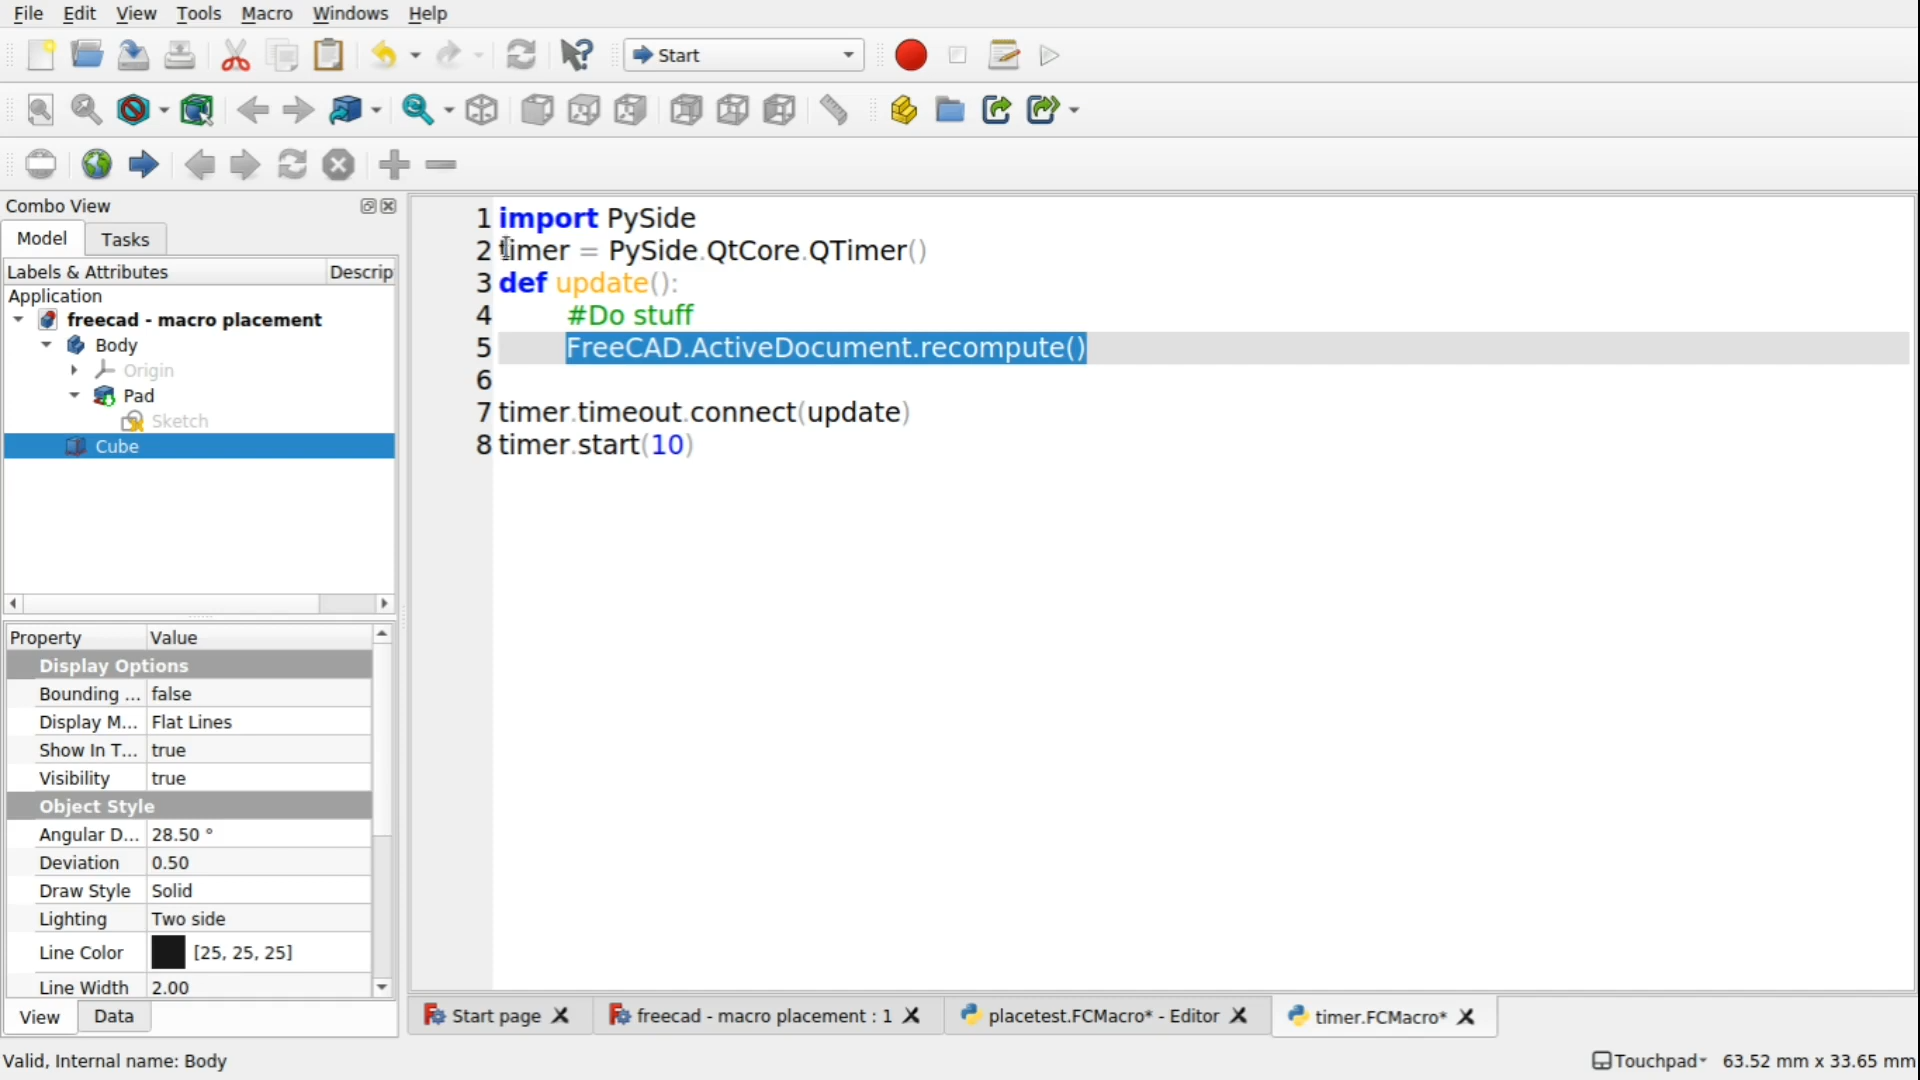 File Edit View Tools Macro Windows Help
Start
Combo View
Model Tasks
Labels & Attributes Descrip
Application
freecad - macro placement
Body
Origin
Pad
Sketch
Cube
Property Value
Display Options
Bounding ... false
Display M... Flat Lines
Show In T... true
Visibility true
Object Style
Angular D... 28.50 °
Deviation 0.50
Draw Style Solid
Lighting Two side
Line Color [25, 25, 25]
Line Width 2.00
View Data
1 import PySide
2 timer = PySide.QtCore.QTimer()
3 def update():
4 #Do stuff
5 FreeCAD.ActiveDocument.recompute()
6
7 timer.timeout.connect(update)
8 timer.start(10)
Start page freecad - macro placement : 1 placetest.FCMacro* - Editor timer.FCMacro*
Valid, Internal name: Body Touchpad 63.52 mm x 33.65 mm